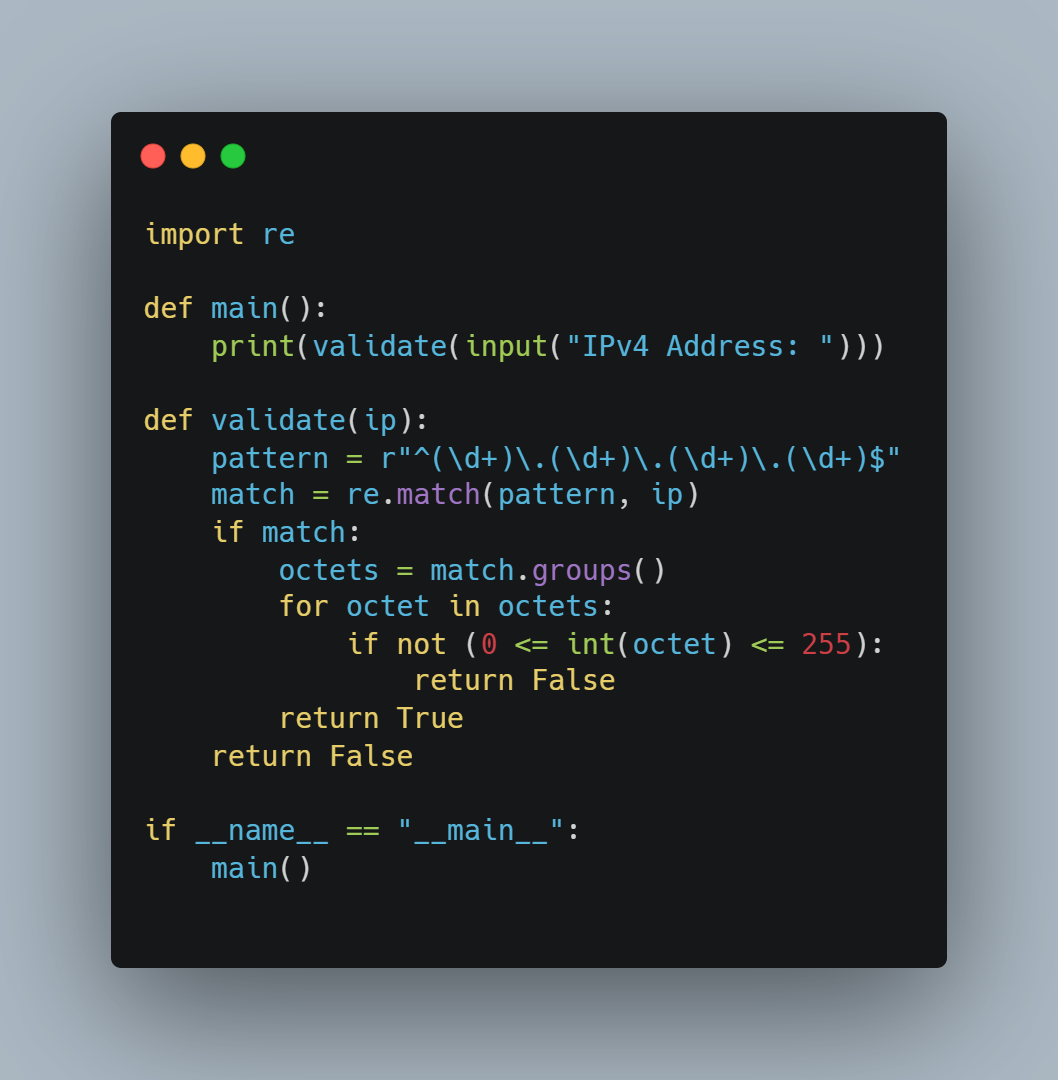 import re

def main():
    print(validate(input("IPv4 Address: ")))

def validate(ip):
    pattern = r"^(\d+)\.(\d+)\.(\d+)\.(\d+)$"
    match = re.match(pattern, ip)
    if match:
        octets = match.groups()
        for octet in octets:
            if not (0 <= int(octet) <= 255):
                return False
        return True
    return False

if __name__ == "__main__":
    main()